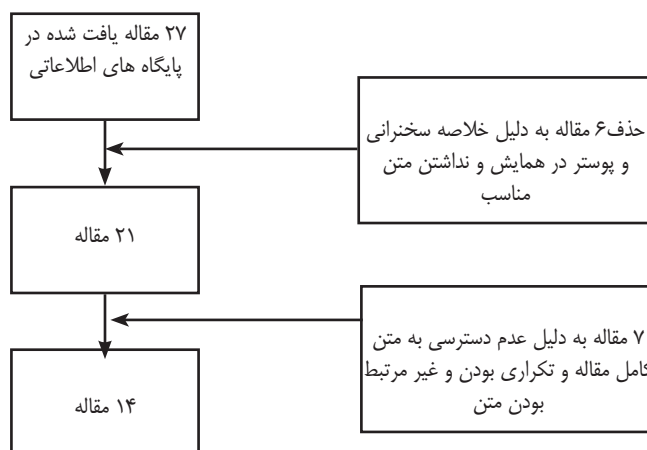 ۲۷ مقاله یافت شده در
پایگاه های اطلاعاتی
حذف۶ مقاله به دلیل خلاصه سخنرانی
و پوستر در همایش و نداشتن متن
مناسب
۲۱ مقاله
۷ مقاله به دلیل عدم دسترسی به متن
کامل مقاله و تکراری بودن و غیر مرتبط
بودن متن
۱۴ مقاله